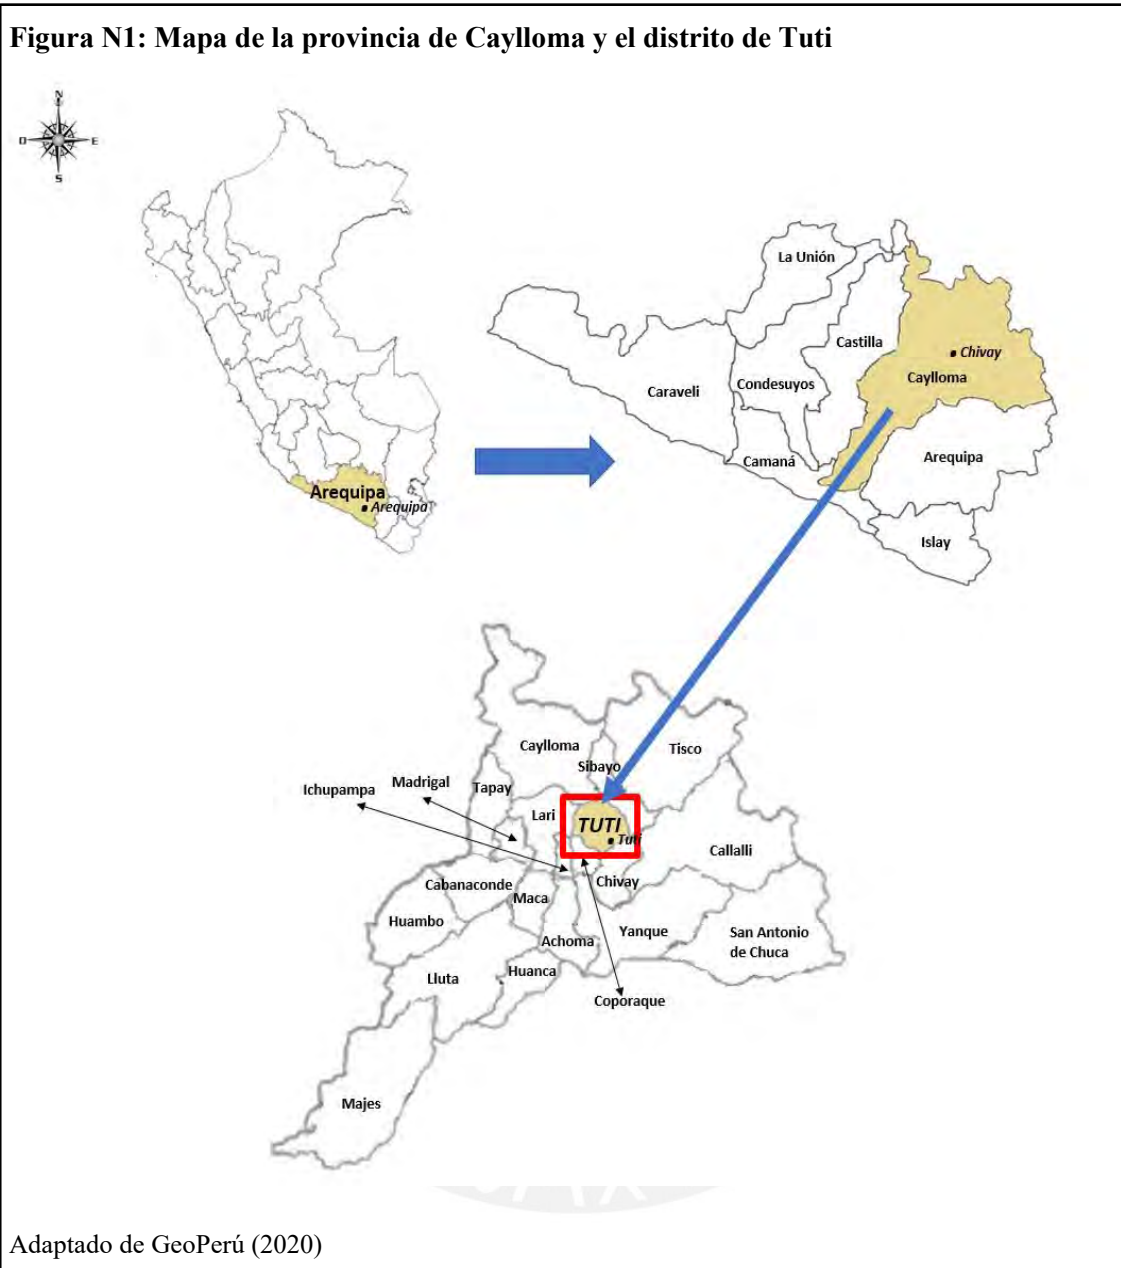 Figura N1: Mapa de la provincia de Caylloma y el distrito de Tuti
N
O
E
S
Arequipa
Arequipa
La Unión
Castilla
Chivay
Caylloma
Caraveli
Condesuyos
Camaná
Arequipa
Islay
Caylloma
Tisco
Sibayo
Ichupampa
Madrigal
Tapay
Lari
TUTI
Tuti
Callalli
Cabanaconde
Maca
Chivay
Huambo
Achoma
Yanque
San Antonio
de Chuca
Lluta
Huanca
Coporaque
Majes
Adaptado de GeoPerú (2020)